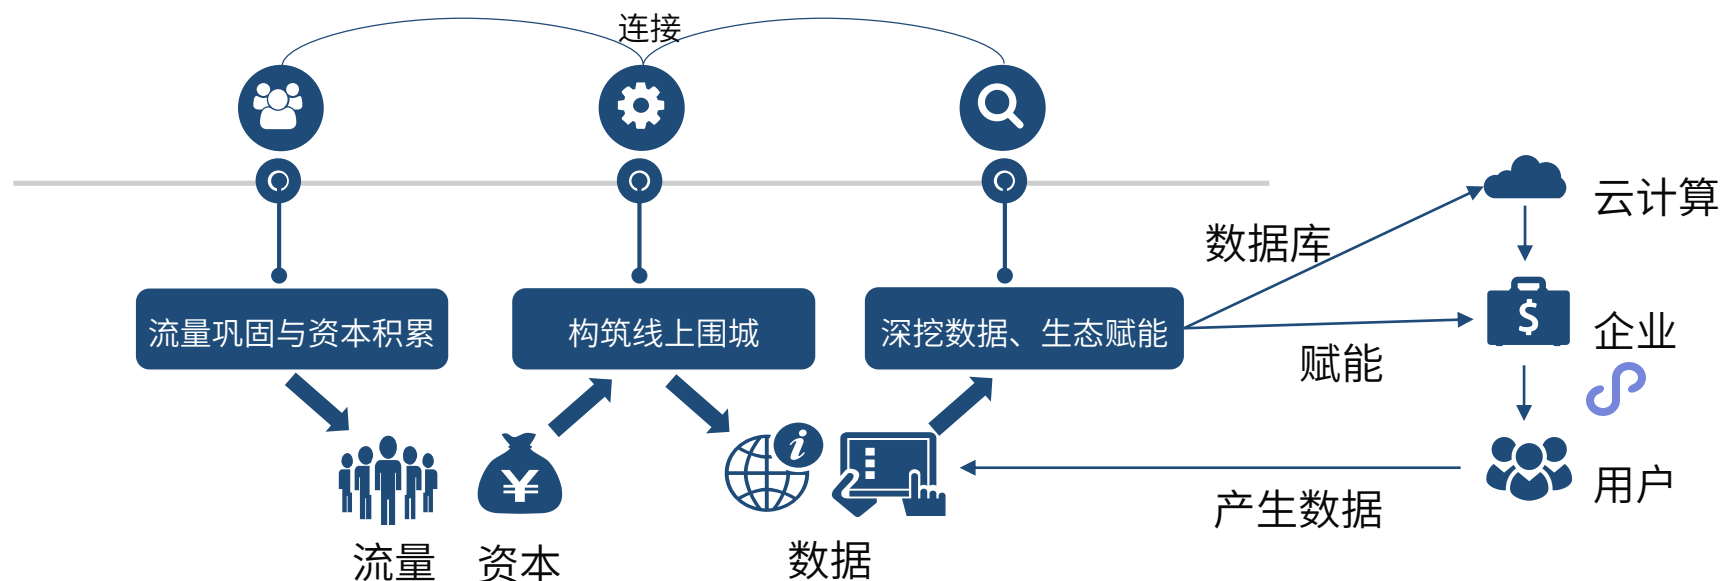 连接
云计算
数据库
流量巩固与资本积累
构筑线上围城
深挖数据、生态赋能
企业
赋能
用户
产生数据
流量
资本
数据